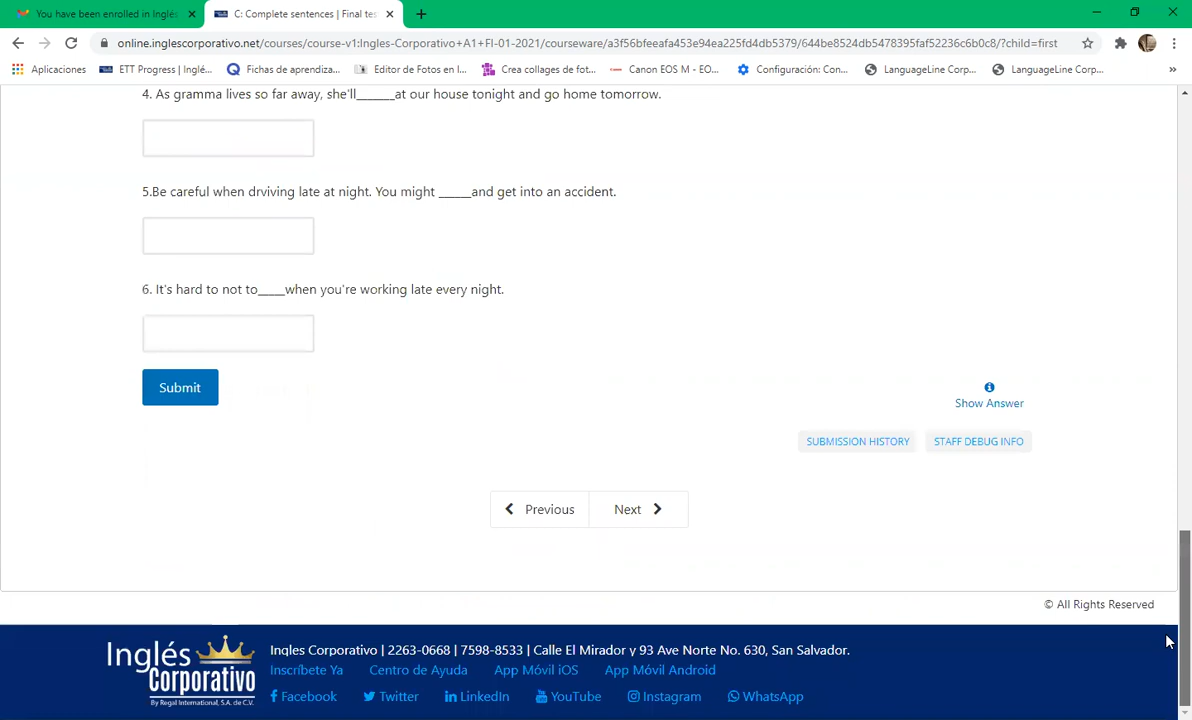 You have been enrolled in Inglés
C: Complete sentences | Final tes
online.inglescorporativo.net/courses/course-v1:Ingles-Corporativo+A1+FI-01-2021/courseware/a3f56bfeeafa453e94ea225fd4db5379/644be8524db5478395faf52236c6b0c8/?child=first
Aplicaciones
ETT Progress | Inglé...
Fichas de aprendiza...
Editor de Fotos en l...
Crea collages de fot...
Canon EOS M - EO...
Configuración: Con...
LanguageLine Corp...
LanguageLine Corp...
4. As gramma lives so far away, she'll______at our house tonight and go home tomorrow.
5.Be careful when drviving late at night. You might _____and get into an accident.
6. It's hard to not to____when you're working late every night.
Submit
Show Answer
SUBMISSION HISTORY
STAFF DEBUG INFO
Previous
Next
© All Rights Reserved
Inglés Corporativo
By Regal International, S.A. de C.V.
Ingles Corporativo | 2263-0668 | 7598-8533 | Calle El Mirador y 93 Ave Norte No. 630, San Salvador.
Inscríbete Ya Centro de Ayuda App Móvil iOS App Móvil Android
Facebook Twitter LinkedIn YouTube Instagram WhatsApp